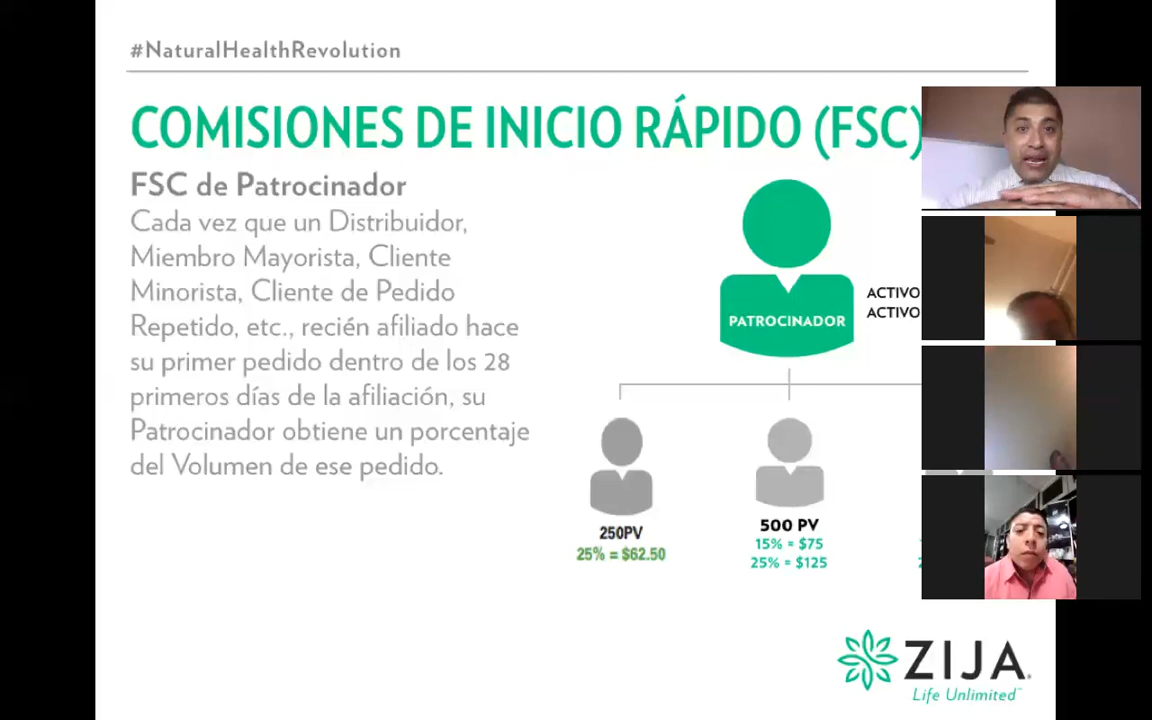 #NaturalHealthRevolution
COMISIONES DE INICIO RÁPIDO (FSC)
FSC de Patrocinador
Cada vez que un Distribuidor,
Miembro Mayorista, Cliente
Minorista, Cliente de Pedido
Repetido, etc., recién afiliado hace
su primer pedido dentro de los 28
primeros días de la afiliación, su
Patrocinador obtiene un porcentaje
del Volumen de ese pedido.
PATROCINADOR
ACTIVO
ACTIVO
250PV
25% = $62.50
500 PV
15% = $75
25% = $125
ZIJA
Life Unlimited™